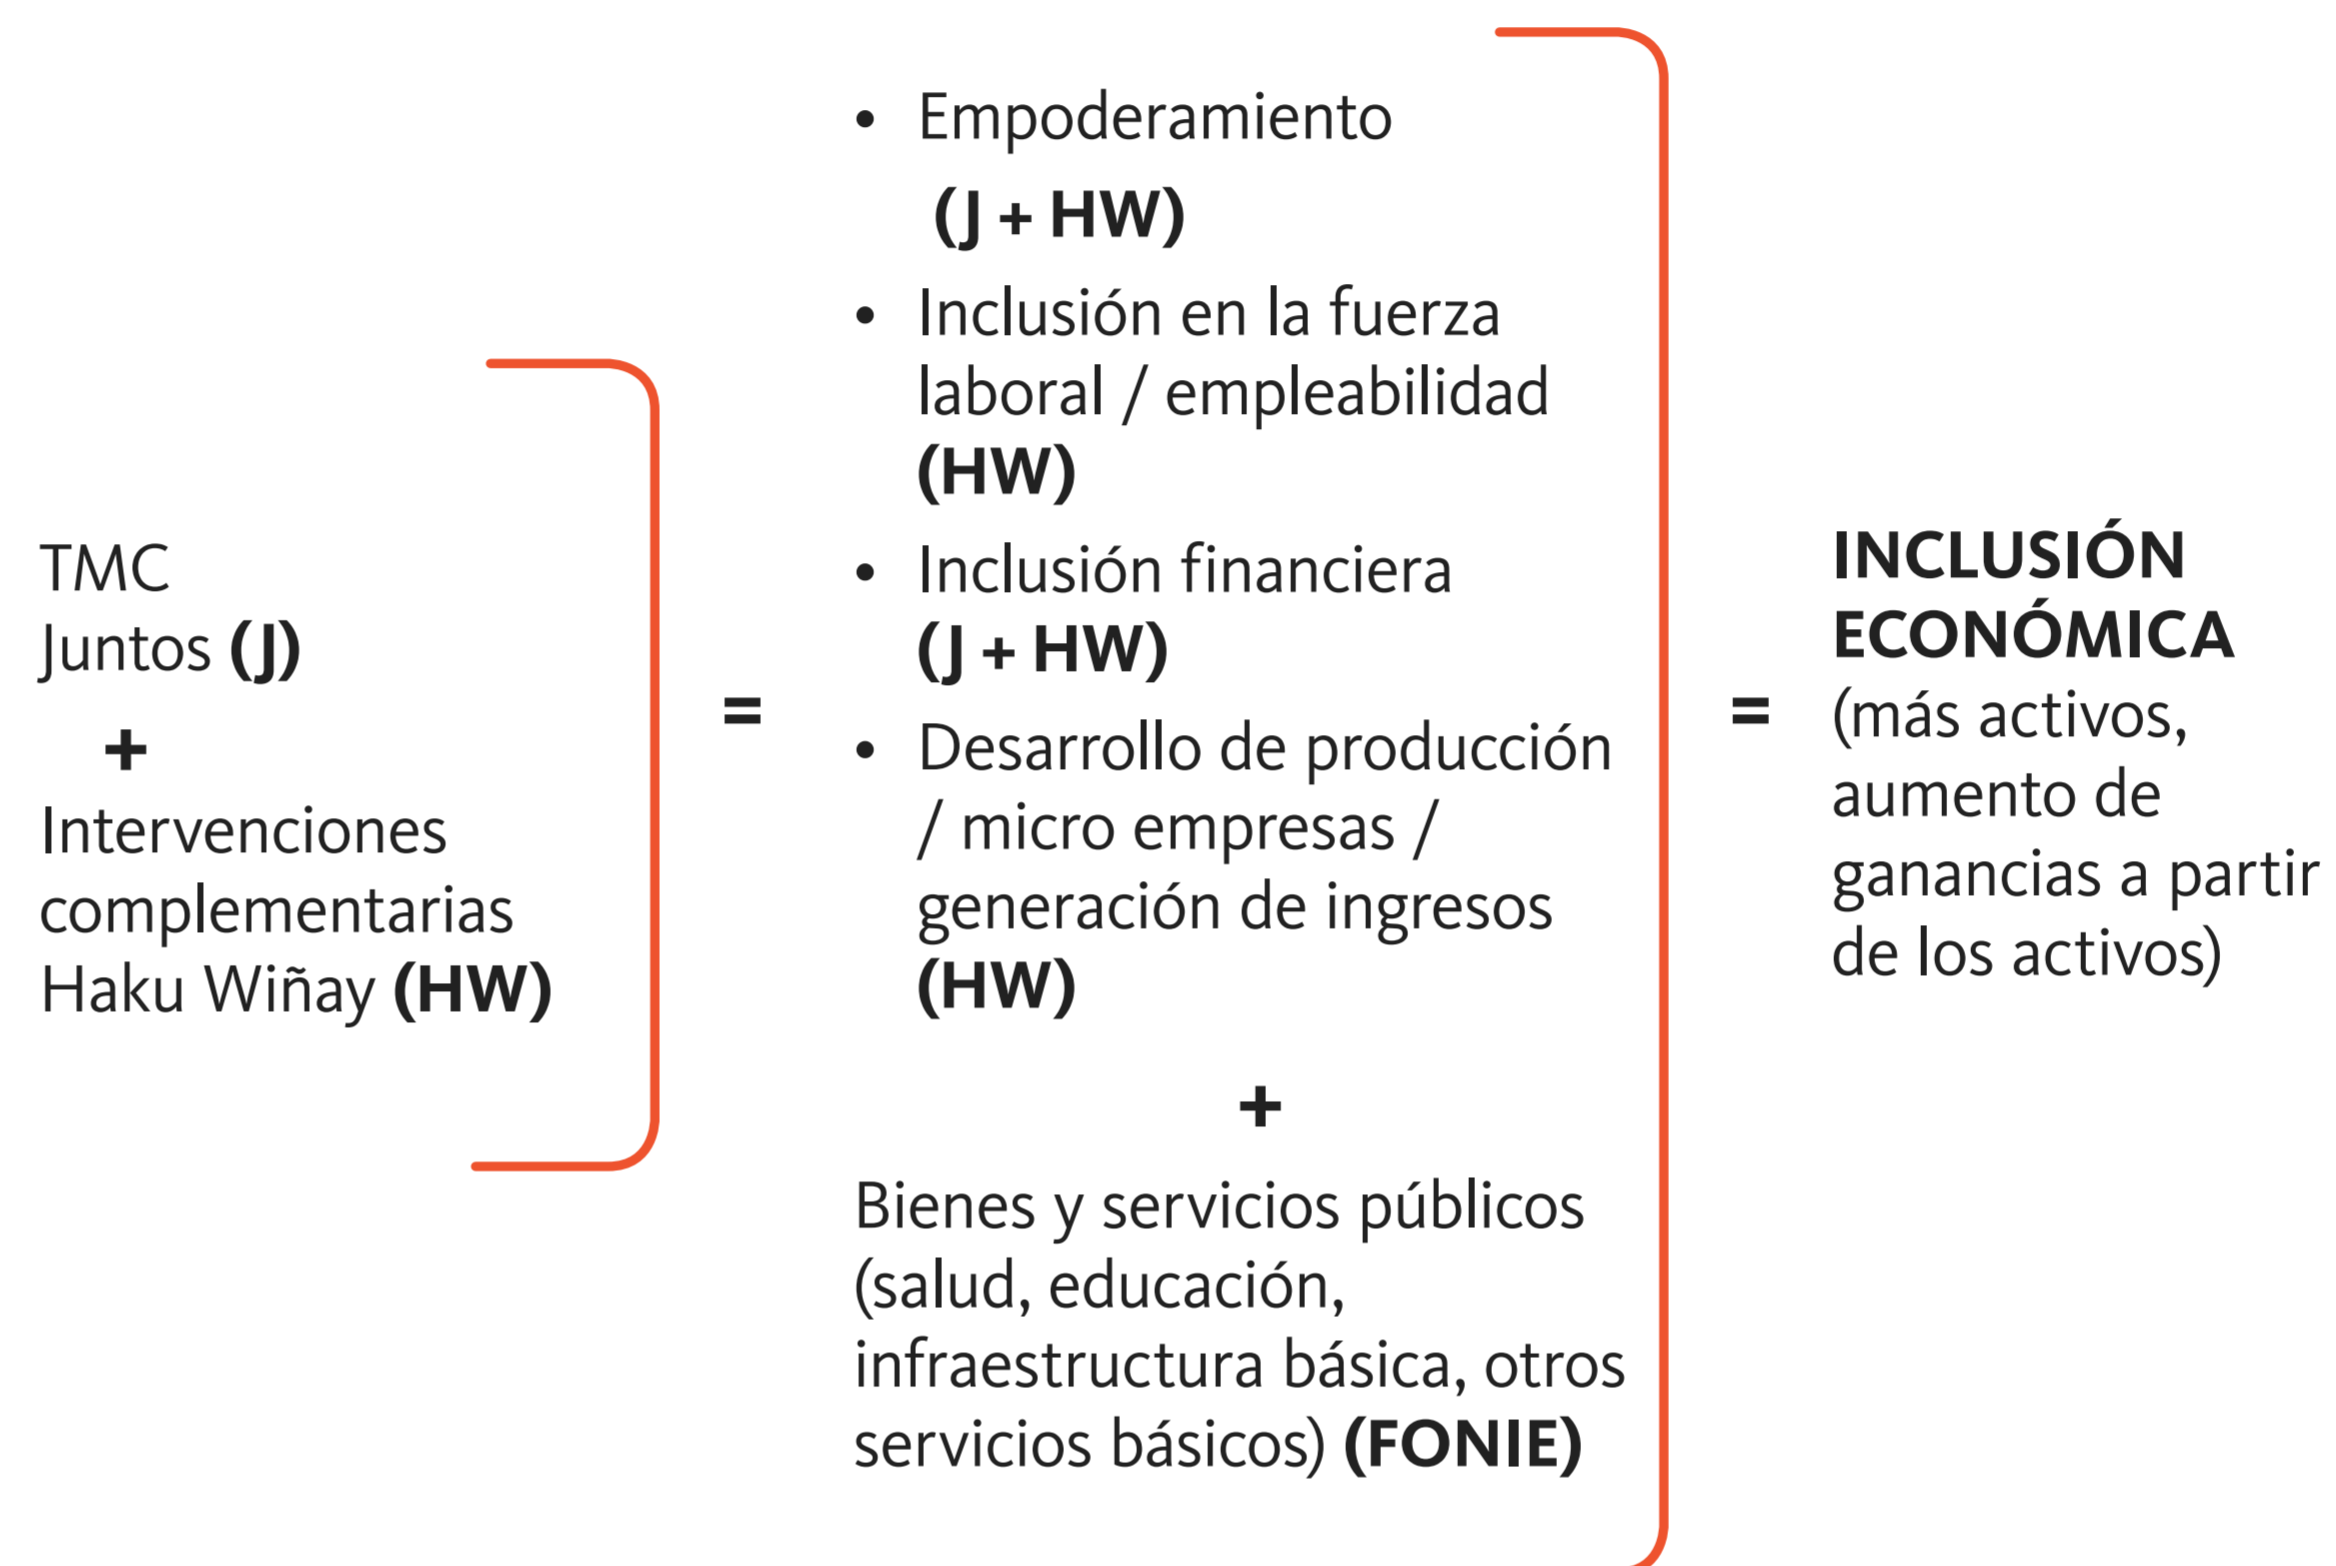 TMC
Juntos (J)
+
Intervenciones
complementarias
Haku Wiñay (HW)
=
• Empoderamiento
(J + HW)
• Inclusión en la fuerza
laboral / empleabilidad
(HW)
• Inclusión financiera
(J + HW)
• Desarrollo de producción
/ micro empresas /
generación de ingresos
(HW)
+
Bienes y servicios públicos
(salud, educación,
infraestructura básica, otros
servicios básicos) (FONIE)
=
INCLUSIÓN
ECONÓMICA
(más activos,
aumento de
ganancias a partir
de los activos)